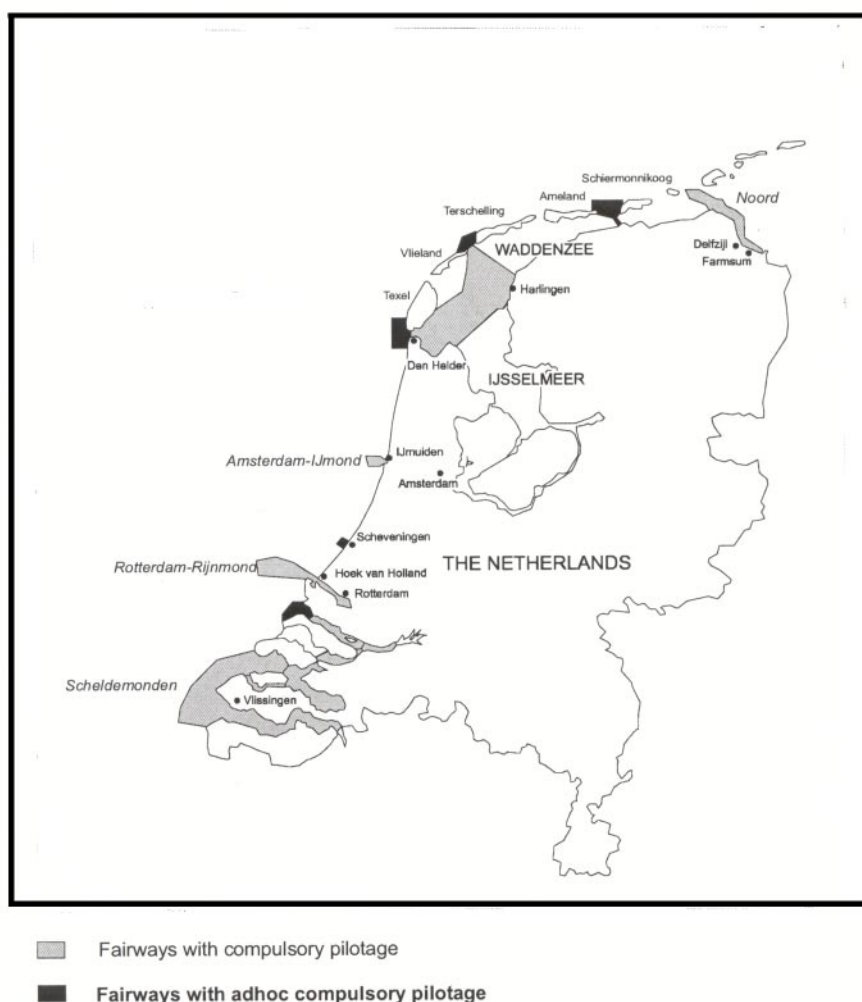 Schiermonnikoog
Ameland
Noord
Terschelling
Vlieland
WADDENZEE
Delfzijl
Farmsum
Texel
Harlingen
Den Helder
IJSSELMEER
IJmuiden
Amsterdam-IJmond
Amsterdam
Scheveningen
Rotterdam-Rijnmond
Hoek van Holland
THE NETHERLANDS
Rotterdam
Scheldemonden
Vlissingen
Fairways with compulsory pilotage
Fairways with adhoc compulsory pilotage